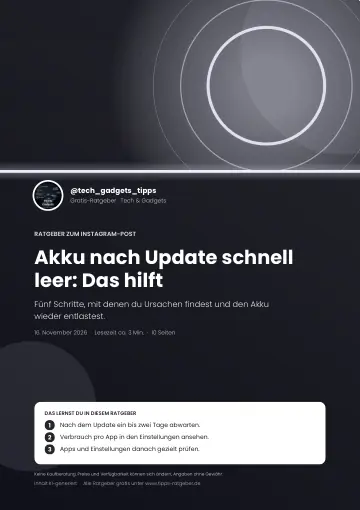 @tech_gadgets_tipps
Gratis-Ratgeber · Tech & Gadgets
RATGEBER ZUM INSTAGRAM-POST
Akku nach Update schnell
leer: Das hilft
Fünf Schritte, mit denen du Ursachen findest und den Akku
wieder entlastest.
16. November 2026 · Lesezeit ca. 3 Min. · 10 Seiten
DAS LERNST DU IN DIESEM RATGEBER
1 Nach dem Update ein bis zwei Tage abwarten.
2 Verbrauch pro App in den Einstellungen ansehen.
3 Apps und Einstellungen danach gezielt prüfen.
Keine Kaufberatung. Preise und Verfügbarkeit können sich ändern. Angaben ohne Gewähr.
Inhalt KI-generiert · Alle Ratgeber gratis unter www.tipps-ratgeber.de